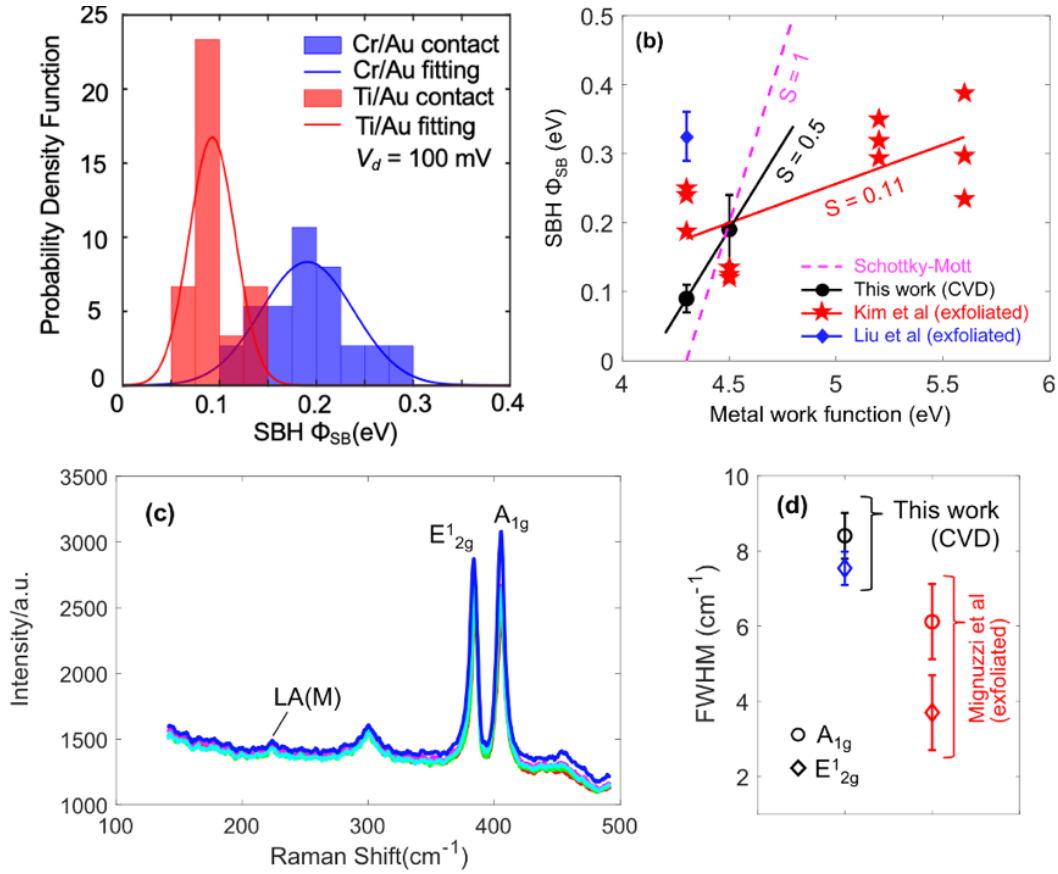 25
20
15
10
5
0
Probability Density Function
Cr/Au contact
Cr/Au fitting
Ti/Au contact
Ti/Au fitting
V_d = 100 mV
0
0.1
0.2
0.3
0.4
SBH Φ_SB(eV)
(b)
0.5
0.4
0.3
0.2
0.1
0
SBH Φ_SB (eV)
S = 1
S = 0.5
S = 0.11
Schottky-Mott
This work (CVD)
Kim et al (exfoliated)
Liu et al (exfoliated)
4
4.5
5
5.5
6
Metal work function (eV)
(c)
3500
3000
2500
2000
1500
1000
Intensity/a.u.
E¹_2g
A_1g
LA(M)
100
200
300
400
500
Raman Shift(cm⁻¹)
(d)
10
8
6
4
2
FWHM (cm⁻¹)
This work
(CVD)
Mignuzzi et al
(exfoliated)
A_1g
E¹_2g